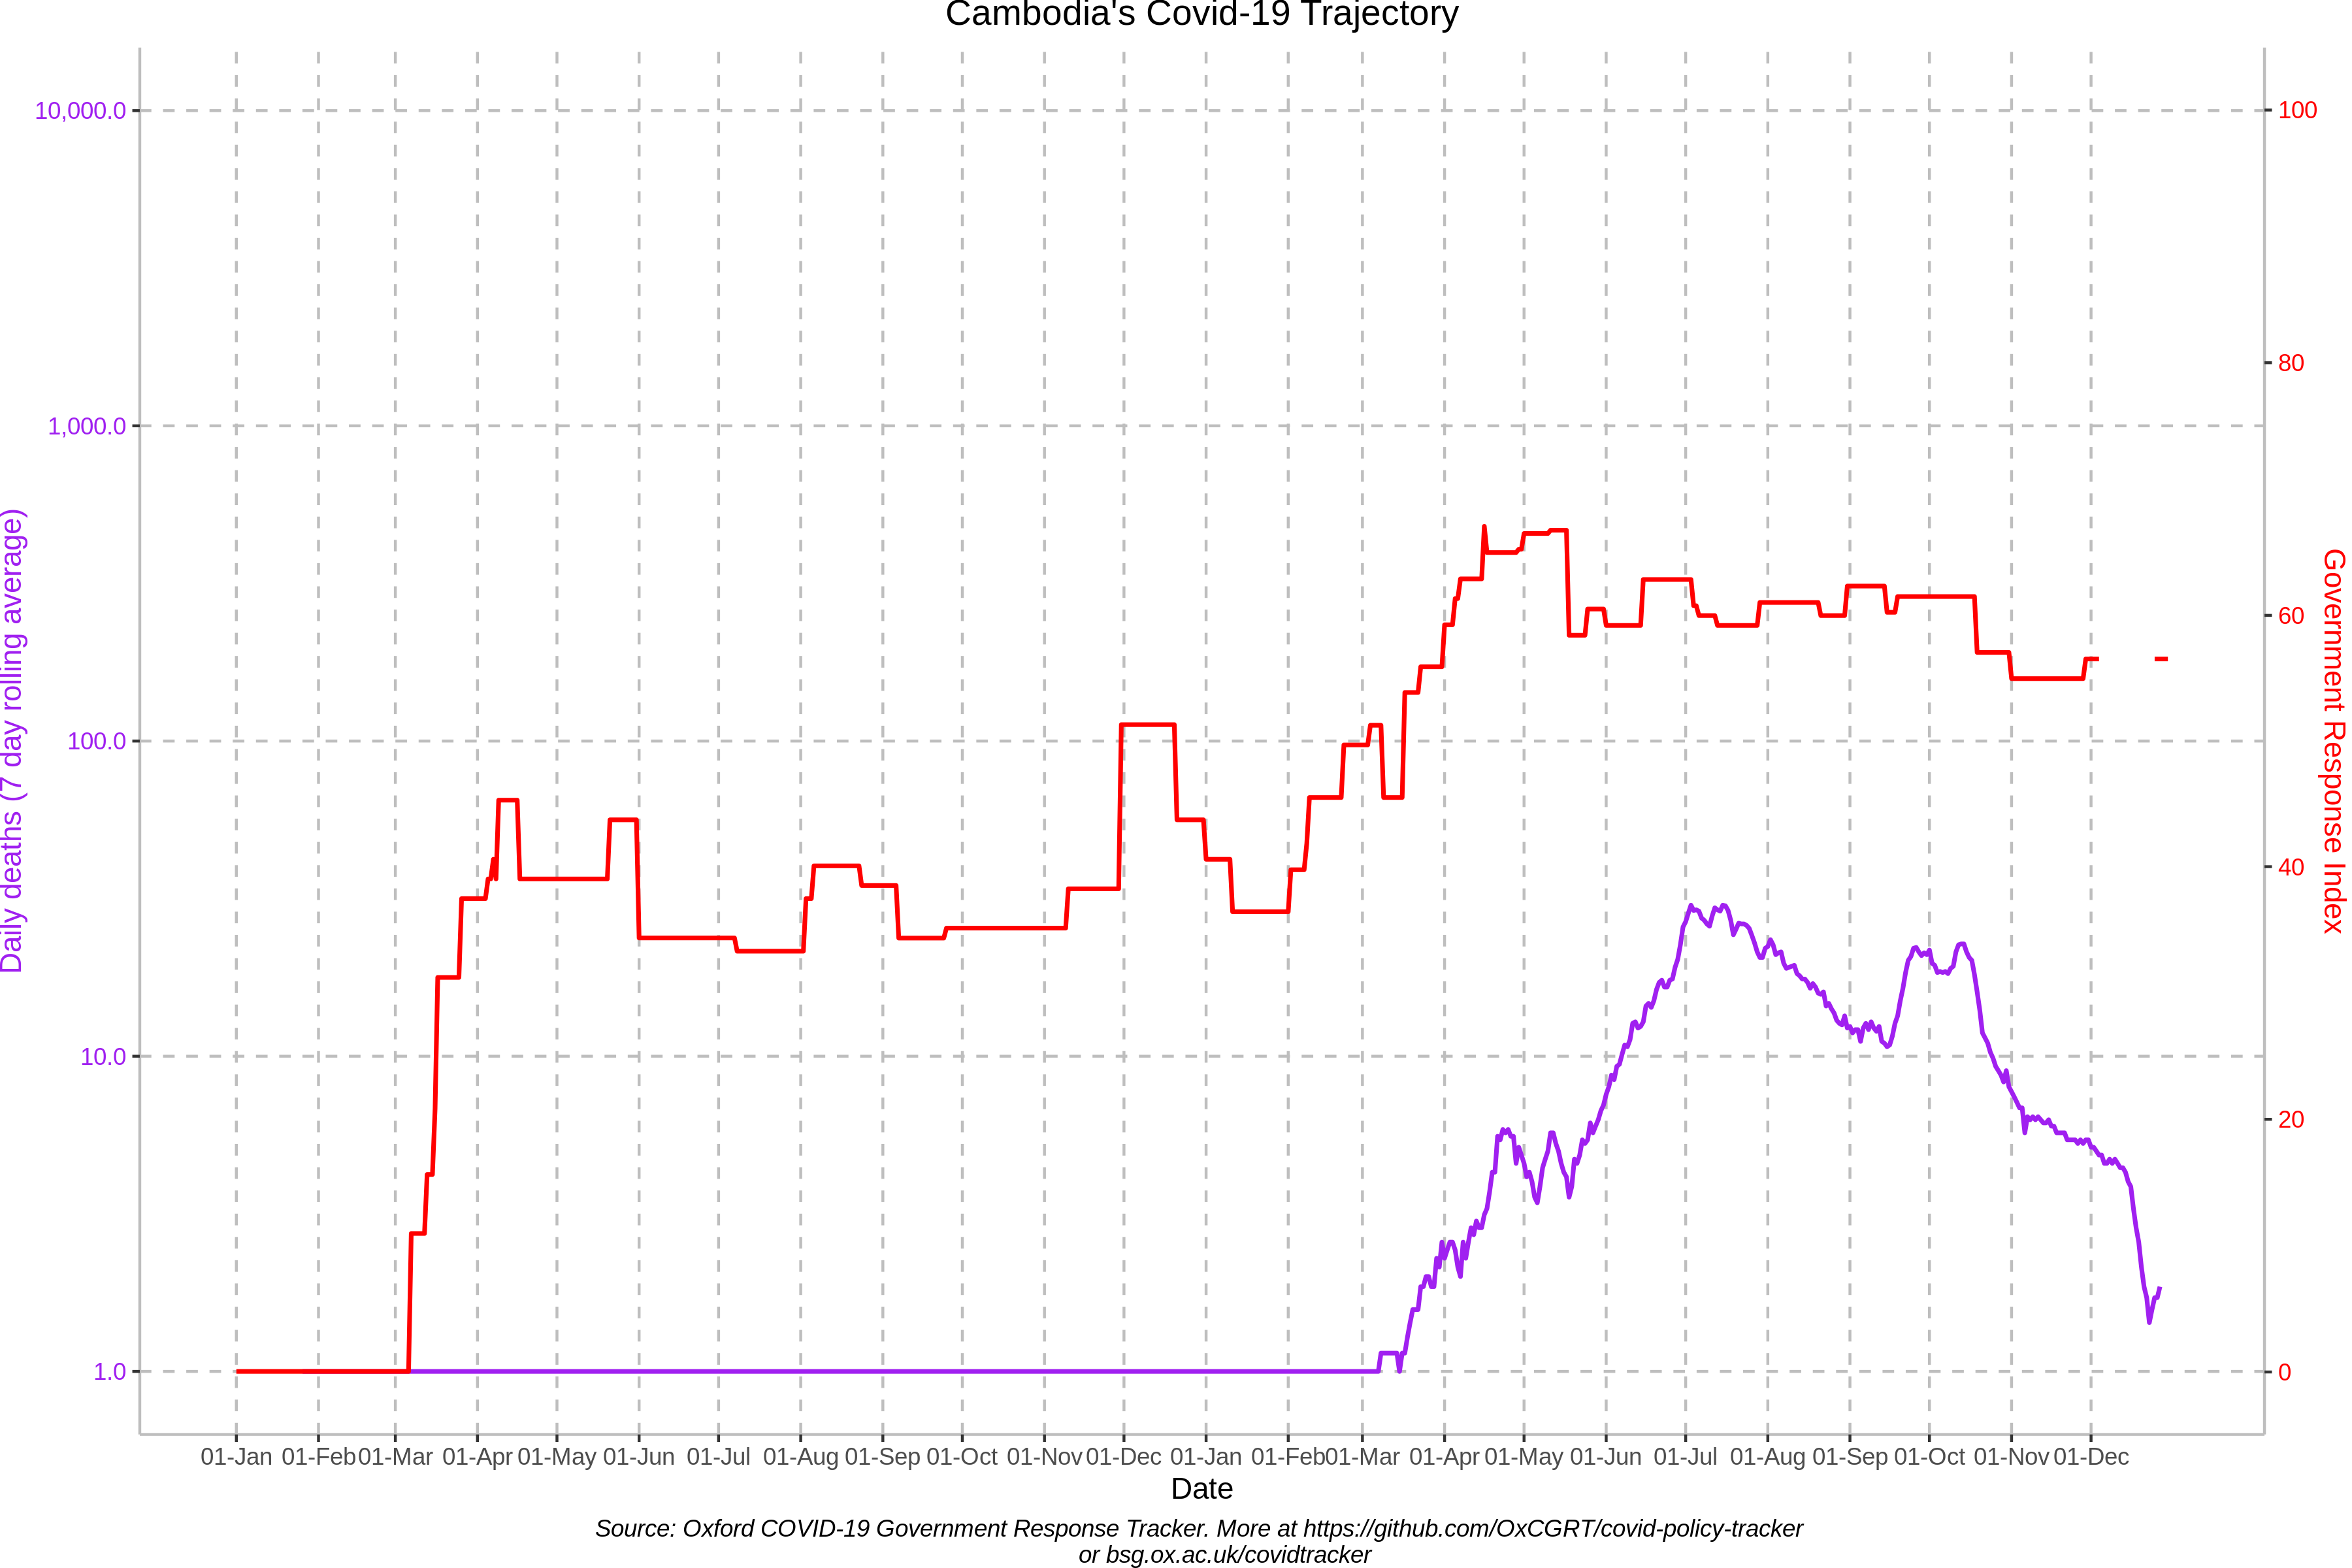 Cambodia's Covid-19 Trajectory
10,000.0
1,000.0
100.0
10.0
1.0
Daily deaths (7 day rolling average)
100
80
60
40
20
0
Government Response Index
01-Jan 01-Feb 01-Mar 01-Apr 01-May 01-Jun 01-Jul 01-Aug 01-Sep 01-Oct 01-Nov 01-Dec 01-Jan 01-Feb 01-Mar 01-Apr 01-May 01-Jun 01-Jul 01-Aug 01-Sep 01-Oct 01-Nov 01-Dec
Date
Source: Oxford COVID-19 Government Response Tracker. More at https://github.com/OxCGRT/covid-policy-tracker
or bsg.ox.ac.uk/covidtracker